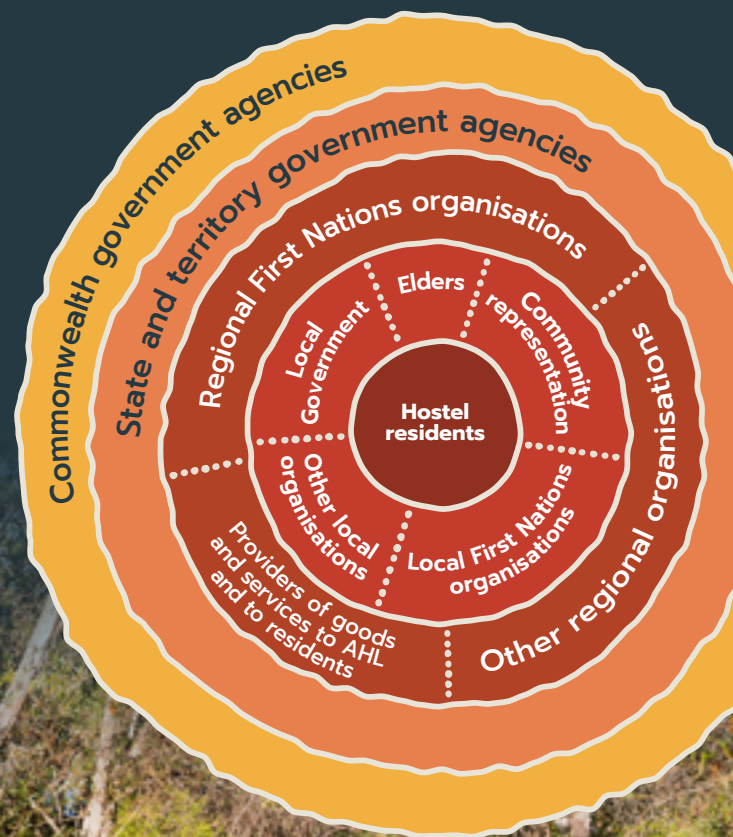 Commonwealth government agencies
State and territory government agencies
Regional First Nations organisations
Other regional organisations
Providers of goods
and services to AHL
and to residents
Elders
Community
representation
Local First Nations
organisations
Other local
organisations
Local
Government
Hostel
residents